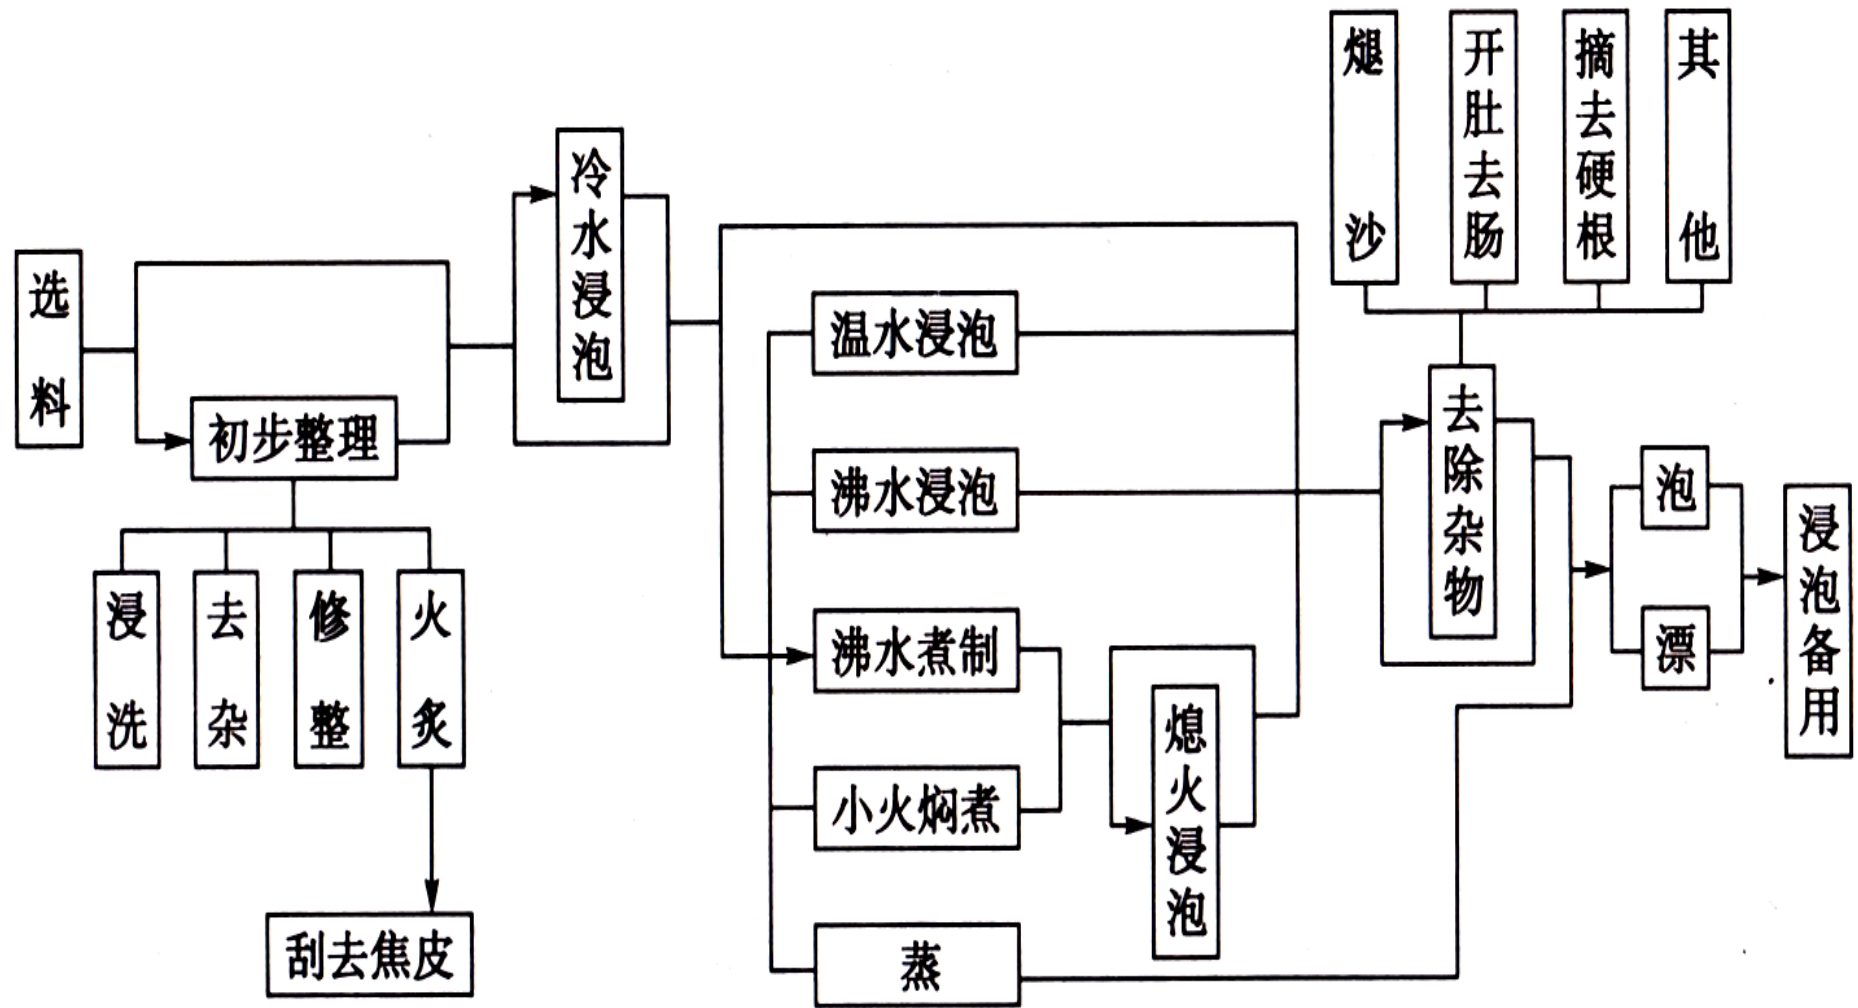 选料
初步整理
浸洗
去杂
修整
火炙
刮去焦皮
冷水浸泡
温水浸泡
沸水浸泡
沸水煮制
小火焖煮
蒸
熄火浸泡
煺沙
开肚去肠
摘去硬根
其他
去除杂物
泡
漂
浸泡备用